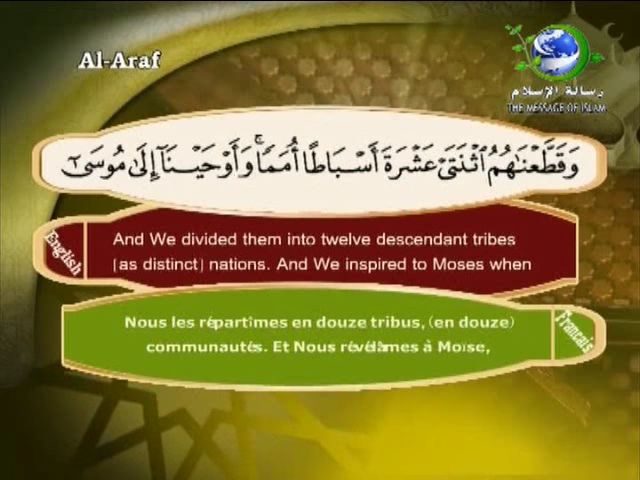 Al-Araf
رسالة الإسلام
THE MESSAGE OF ISLAM
وَقَطَّعْنَٰهُمُ ٱثْنَتَىْ عَشْرَةَ أَسْبَاطًا أُمَمًا ۚ وَأَوْحَيْنَآ إِلَىٰ مُوسَىٰٓ
English
And We divided them into twelve descendant tribes
[as distinct] nations. And We inspired to Moses when
Nous les répartîmes en douze tribus, (en douze)
communautés. Et Nous révélâmes à Moïse,
Francais